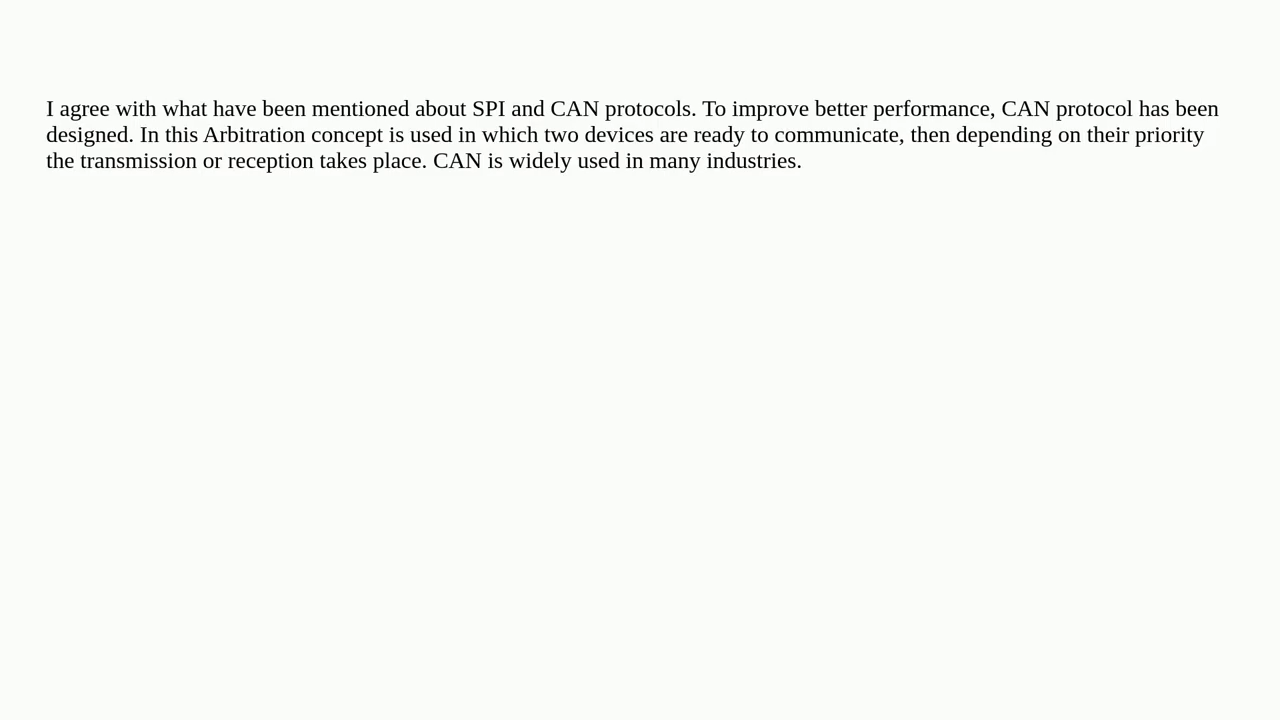 I agree with what have been mentioned about SPI and CAN protocols. To improve better performance, CAN protocol has been
designed. In this Arbitration concept is used in which two devices are ready to communicate, then depending on their priority
the transmission or reception takes place. CAN is widely used in many industries.